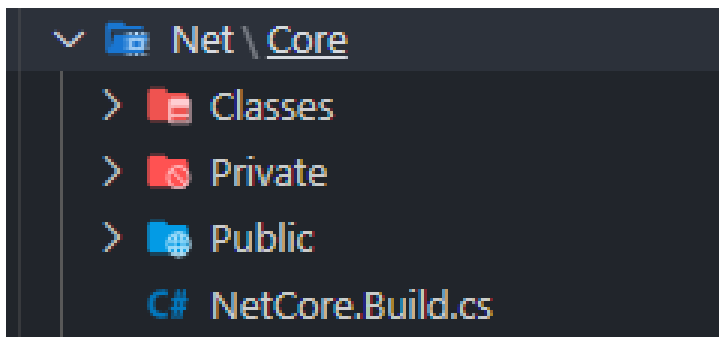 Net \ Core
Classes
Private
Public
C# NetCore.Build.cs